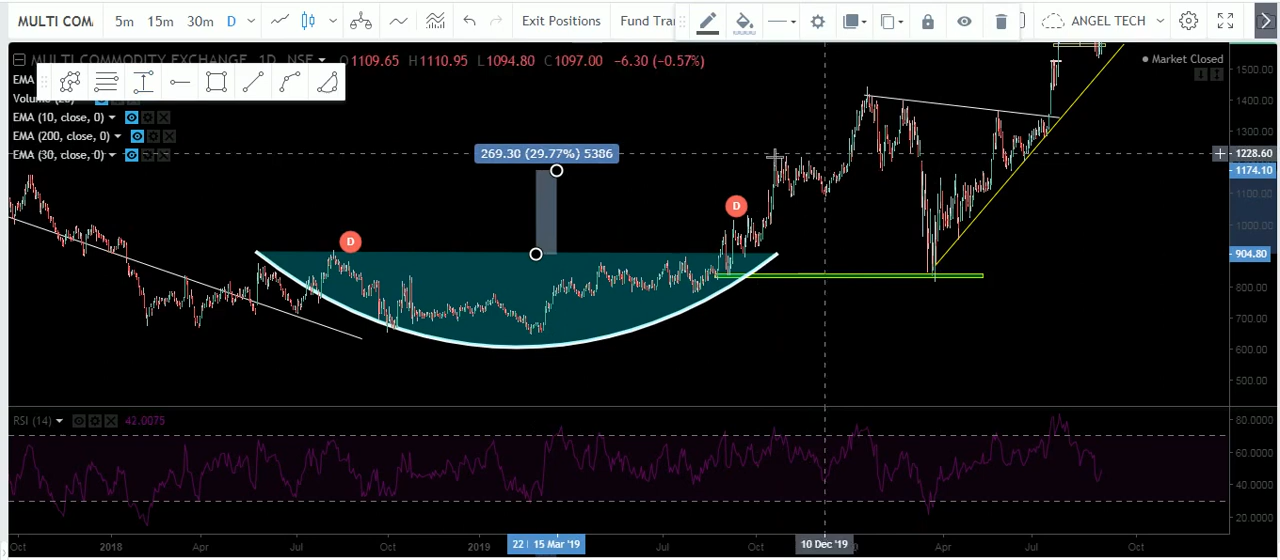 MULTI COM 5m 15m 30m D Exit Positions Fund Tra ANGEL TECH
MULTI COMMODITY EXCHANGE, 1D, NSE O1109.65 H1110.95 L1094.80 C1097.00 −6.30 (−0.57%)
Market Closed
EMA
EMA (10, close, 0)
EMA (200, close, 0)
EMA (30, close, 0)
269.30 (29.77%) 5386
D
D
1500.00
1400.00
1300.00
1228.60
1174.10
1100.00
1000.00
904.80
800.00
700.00
600.00
500.00
RSI (14) 42.0075
80.0000
60.0000
40.0000
20.0000
Oct 2018 Apr Jul Oct 2019 22 15 Mar '19 Jul Oct 10 Dec '19 Apr Jul Oct